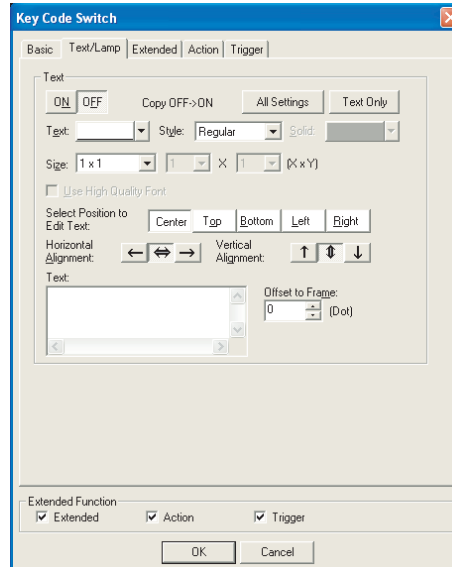 Key Code Switch
Basic Text/Lamp Extended Action Trigger
Text
ON OFF Copy OFF->ON All Settings Text Only
Text: Style: Regular Solid:
Size: 1 x 1 1 X 1 (X x Y)
Use High Quality Font
Select Position to
Edit Text: Center Top Bottom Left Right
Horizontal
Alignment: ← ⇔ → Vertical
Alignment: ↑ ⇕ ↓
Text:
Offset to Frame:
0 (Dot)
Extended Function
Extended Action Trigger
OK Cancel